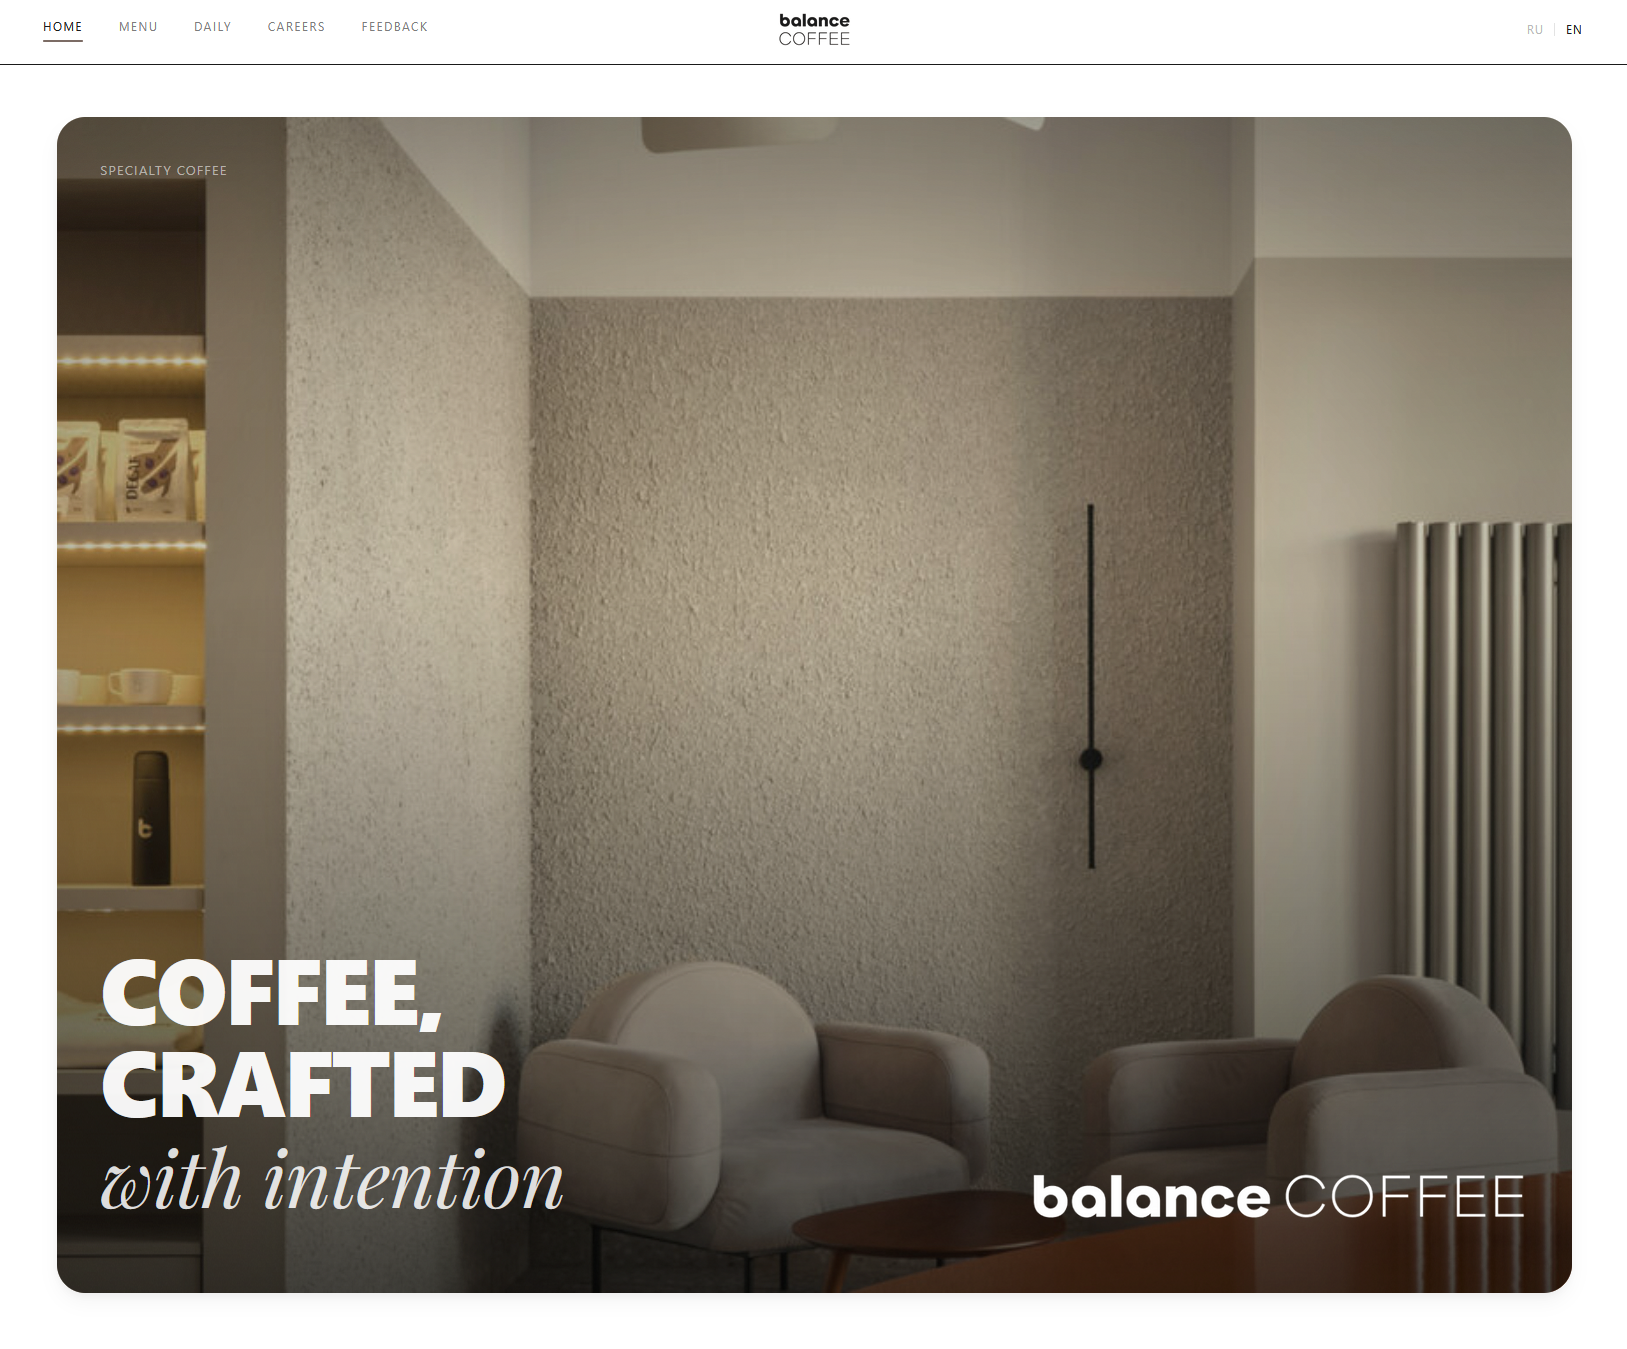 HOME MENU DAILY CAREERS FEEDBACK
balance
COFFEE
RU | EN
SPECIALTY COFFEE
DECAF
COFFEE,
CRAFTED
with intention
balance COFFEE